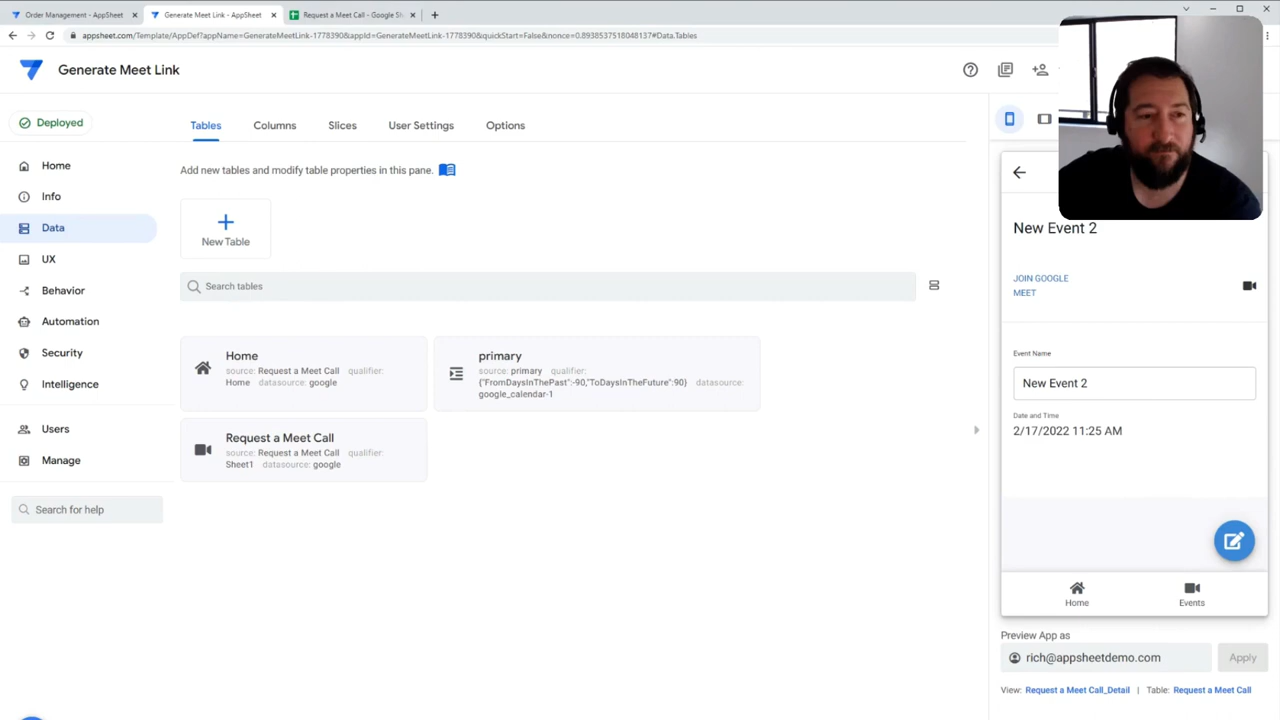 Order Management - AppSheet
Generate Meet Link - AppSheet
Request a Meet Call - Google Sh
appsheet.com/Template/AppDef?appName=GenerateMeetLink-1778390&appId=GenerateMeetLink-1778390&quickStart=False&nonce=0.8938537518048137#Data.Tables
Generate Meet Link
Deployed
Home
Info
Data
UX
Behavior
Automation
Security
Intelligence
Users
Manage
Search for help
Tables Columns Slices User Settings Options
Add new tables and modify table properties in this pane.
New Table
Search tables
Home
source: Request a Meet Call qualifier:
Home datasource: google
primary
source: primary qualifier:
{"FromDaysInThePast":-90,"ToDaysInTheFuture":90} datasource:
google_calendar-1
Request a Meet Call
source: Request a Meet Call qualifier:
Sheet1 datasource: google
New Event 2
JOIN GOOGLE
MEET
Event Name
New Event 2
Date and Time
2/17/2022 11:25 AM
Home Events
Preview App as
rich@appsheetdemo.com Apply
View: Request a Meet Call_Detail | Table: Request a Meet Call